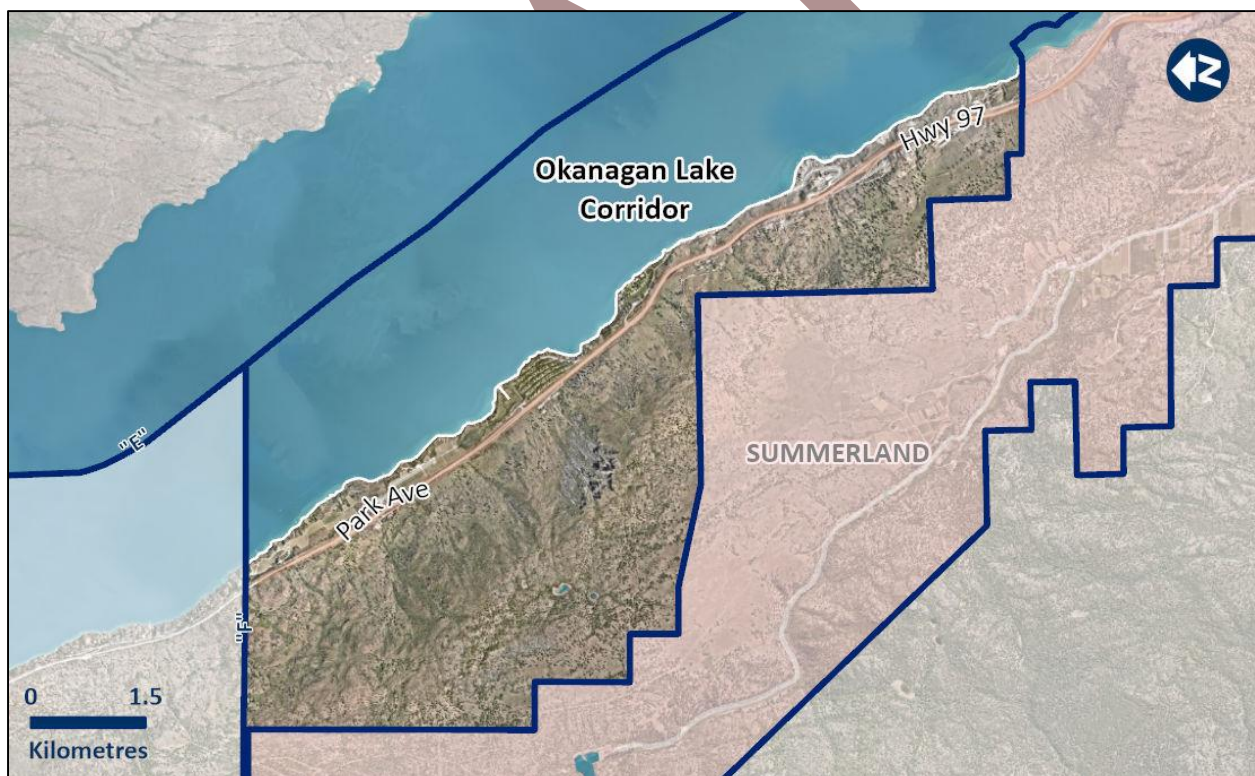 N
Hwy 97
Okanagan Lake
Corridor
"E"
SUMMERLAND
Park Ave
"F"
0 1.5
Kilometres